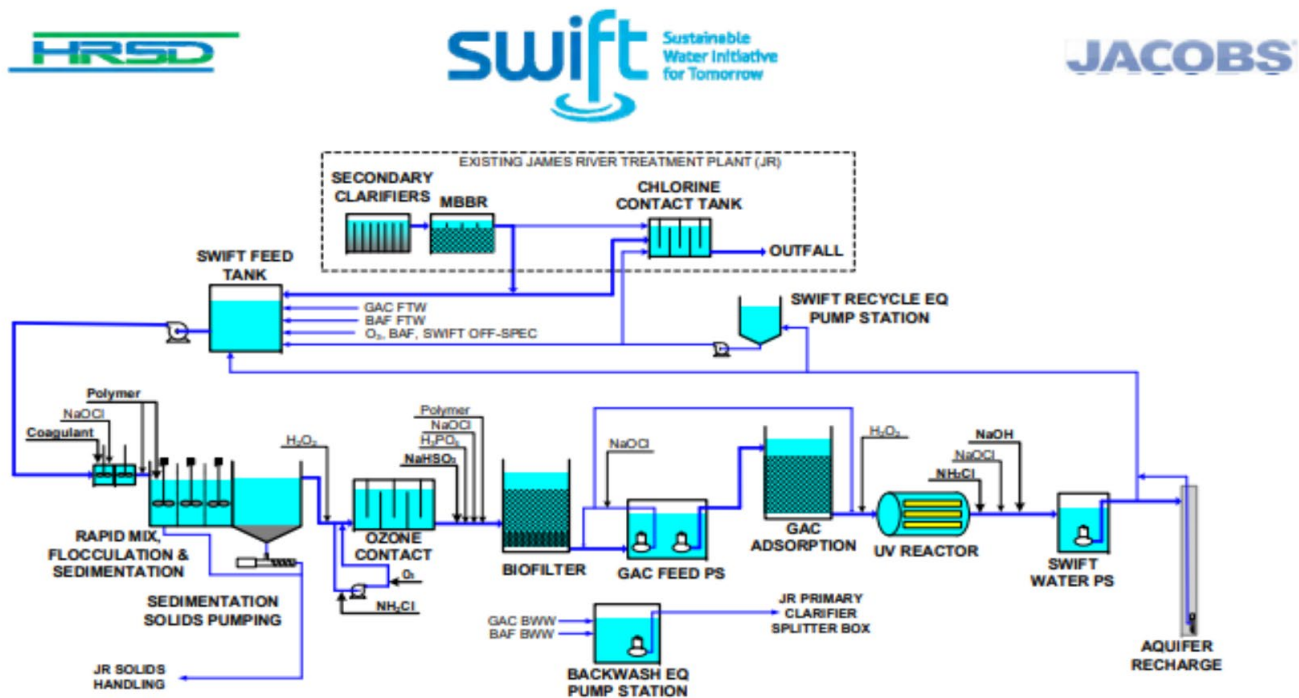 HRSD
swift
Sustainable
Water Initiative
for Tomorrow
JACOBS
EXISTING JAMES RIVER TREATMENT PLANT (JR)
SECONDARY
CLARIFIERS
MBBR
CHLORINE
CONTACT TANK
OUTFALL
SWIFT FEED
TANK
GAC FTW
BAF FTW
O₃, BAF, SWIFT OFF-SPEC
SWIFT RECYCLE EQ
PUMP STATION
Polymer
NaOCl
Coagulant
RAPID MIX,
FLOCCULATION &
SEDIMENTATION
SEDIMENTATION
SOLIDS PUMPING
JR SOLIDS
HANDLING
H₂O₂
OZONE
CONTACT
O₃
NH₂Cl
Polymer
NaOCl
NaHSO₃
BIOFILTER
NaOCl
GAC FEED PS
GAC
ADSORPTION
H₂O₂
UV REACTOR
NaOH
NaOCl
NH₂Cl
SWIFT
WATER PS
AQUIFER
RECHARGE
GAC BWW
BAF BWW
BACKWASH EQ
PUMP STATION
JR PRIMARY
CLARIFIER
SPLITTER BOX